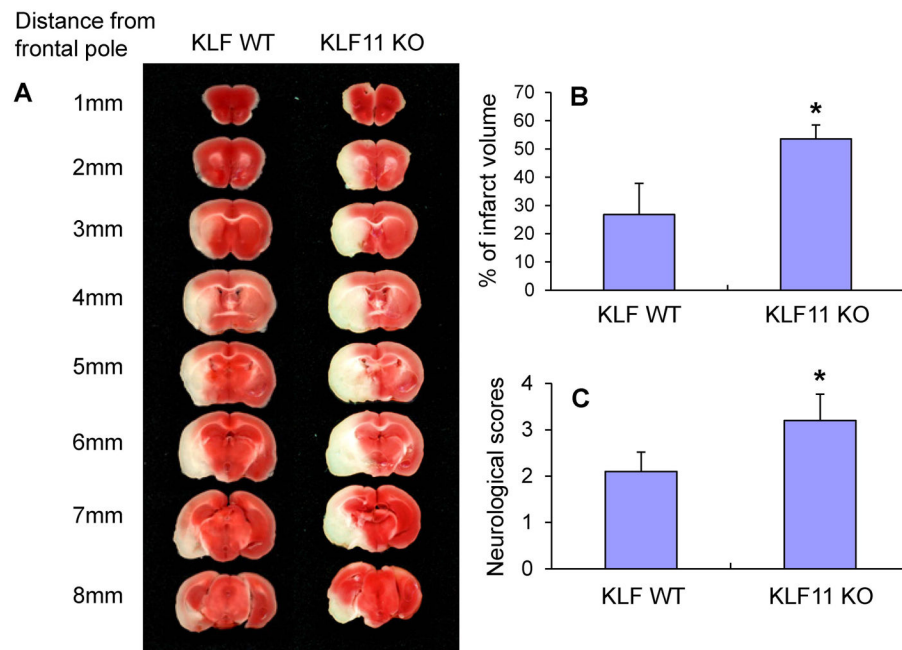 Distance from
frontal pole
KLF WT
KLF11 KO
A
1mm
2mm
3mm
4mm
5mm
6mm
7mm
8mm
B
% of infarct volume
70
60
50
40
30
20
10
0
*
KLF WT
KLF11 KO
C
Neurological scores
4
3
2
1
0
*
KLF WT
KLF11 KO